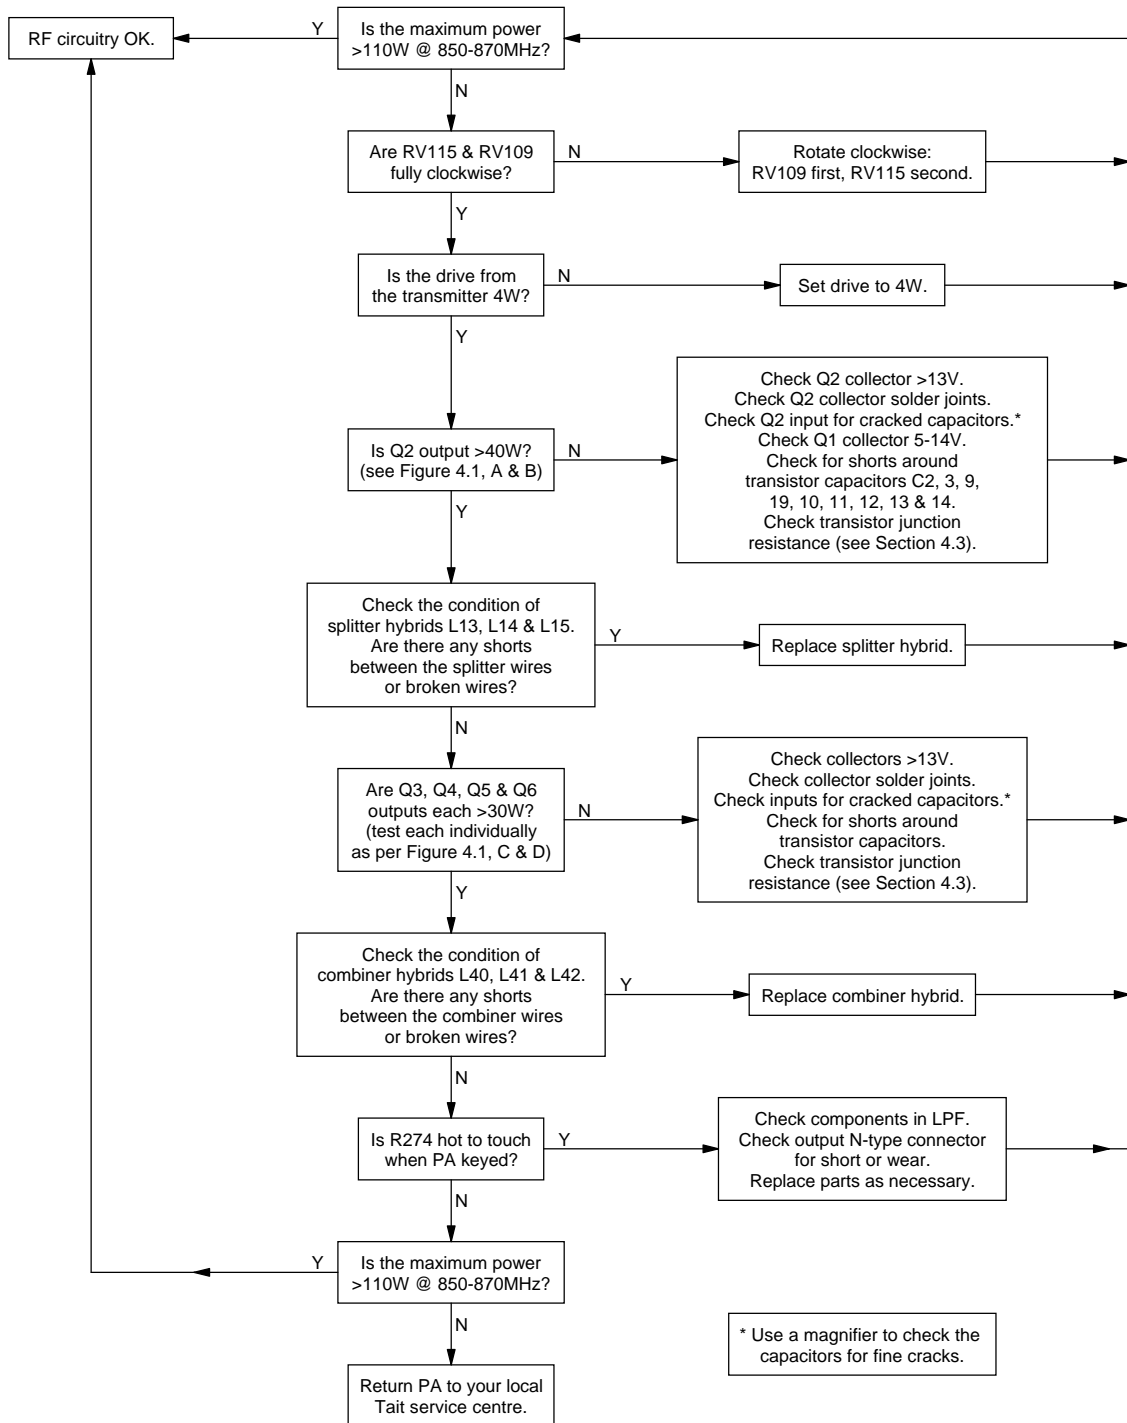 RF circuitry OK.
Y
Is the maximum power
>110W @ 850-870MHz?
N
Are RV115 & RV109
fully clockwise?
N
Rotate clockwise:
RV109 first, RV115 second.
Y
Is the drive from
the transmitter 4W?
N
Set drive to 4W.
Y
Is Q2 output >40W?
(see Figure 4.1, A & B)
N
Check Q2 collector >13V.
Check Q2 collector solder joints.
Check Q2 input for cracked capacitors.*
Check Q1 collector 5-14V.
Check for shorts around
transistor capacitors C2, 3, 9,
19, 10, 11, 12, 13 & 14.
Check transistor junction
resistance (see Section 4.3).
Y
Check the condition of
splitter hybrids L13, L14 & L15.
Are there any shorts
between the splitter wires
or broken wires?
Y
Replace splitter hybrid.
N
Are Q3, Q4, Q5 & Q6
outputs each >30W?
(test each individually
as per Figure 4.1, C & D)
N
Check collectors >13V.
Check collector solder joints.
Check inputs for cracked capacitors.*
Check for shorts around
transistor capacitors.
Check transistor junction
resistance (see Section 4.3).
Y
Check the condition of
combiner hybrids L40, L41 & L42.
Are there any shorts
between the combiner wires
or broken wires?
Y
Replace combiner hybrid.
N
Is R274 hot to touch
when PA keyed?
Y
Check components in LPF.
Check output N-type connector
for short or wear.
Replace parts as necessary.
N
Y
Is the maximum power
>110W @ 850-870MHz?
N
* Use a magnifier to check the
capacitors for fine cracks.
Return PA to your local
Tait service centre.